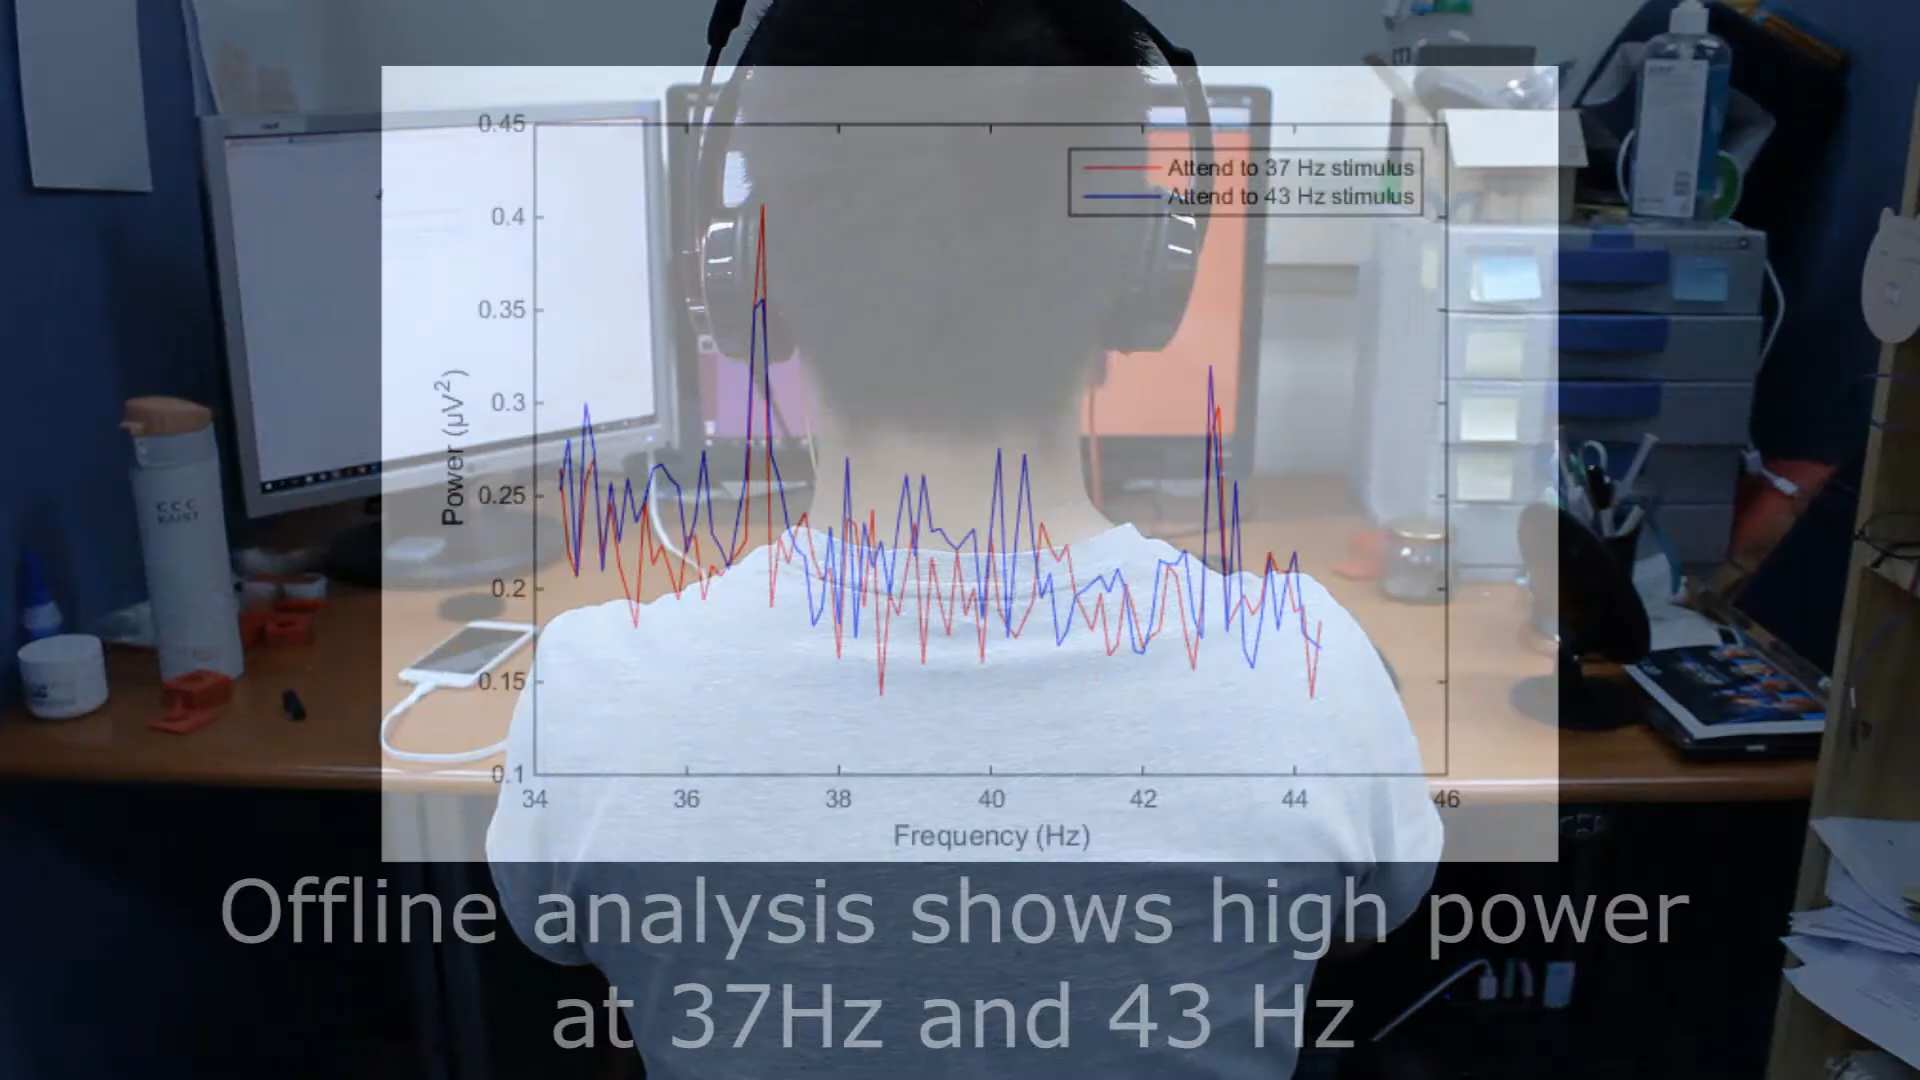 0.45
Attend to 37 Hz stimulus
Attend to 43 Hz stimulus
0.4
0.35
0.3
0.25
0.2
0.15
0.1
Power (μV²)
34 36 38 40 42 44 46
Frequency (Hz)
KAIST
Offline analysis shows high power
at 37Hz and 43 Hz